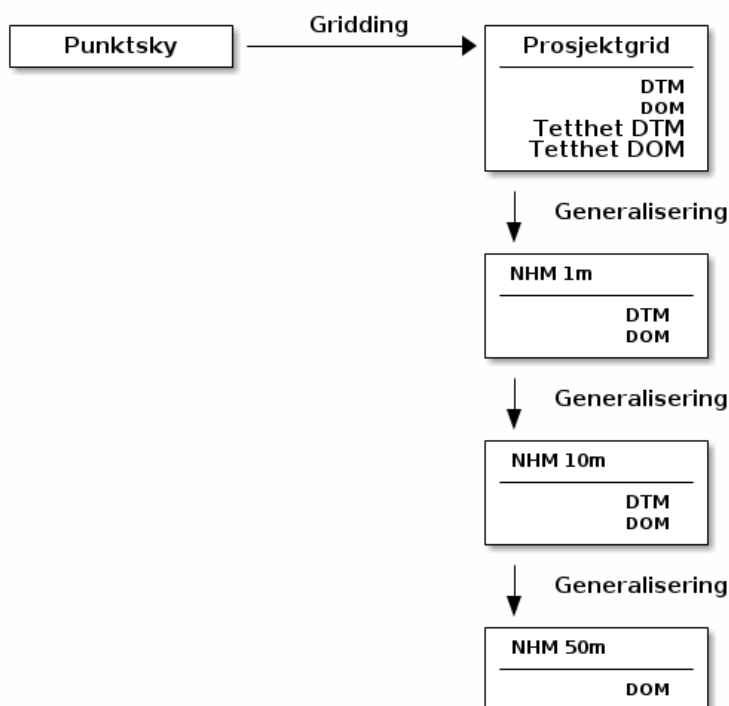 Gridding
Punktsky
Prosjektgrid
DTM
DOM
Tetthet DTM
Tetthet DOM
Generalisering
NHM 1m
DTM
DOM
Generalisering
NHM 10m
DTM
DOM
Generalisering
NHM 50m
DOM